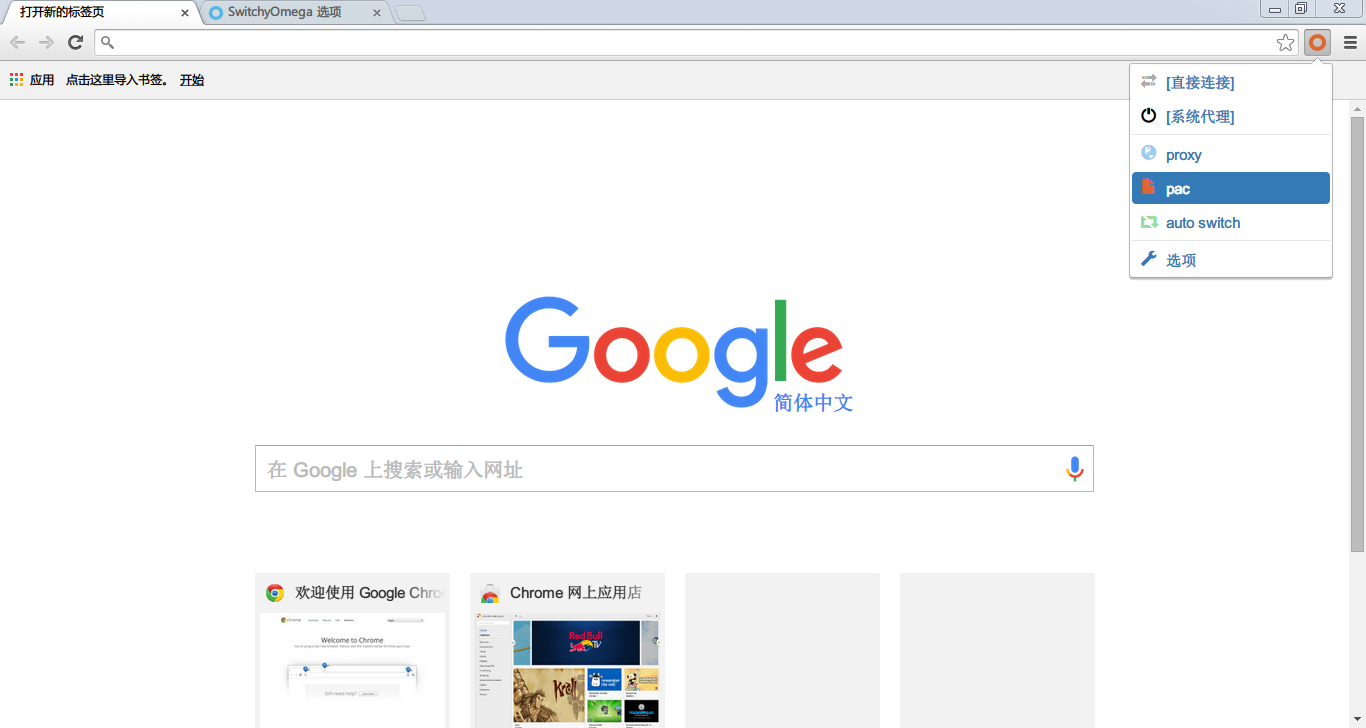 打开新的标签页
SwitchyOmega 选项
应用 点击这里导入书签。 开始
[直接连接]
[系统代理]
proxy
pac
auto switch
选项
Google
简体中文
在 Google 上搜索或输入网址
欢迎使用 Google Chro
Chrome 网上应用店
Welcome to Chrome
Red Bull
TV
Krall